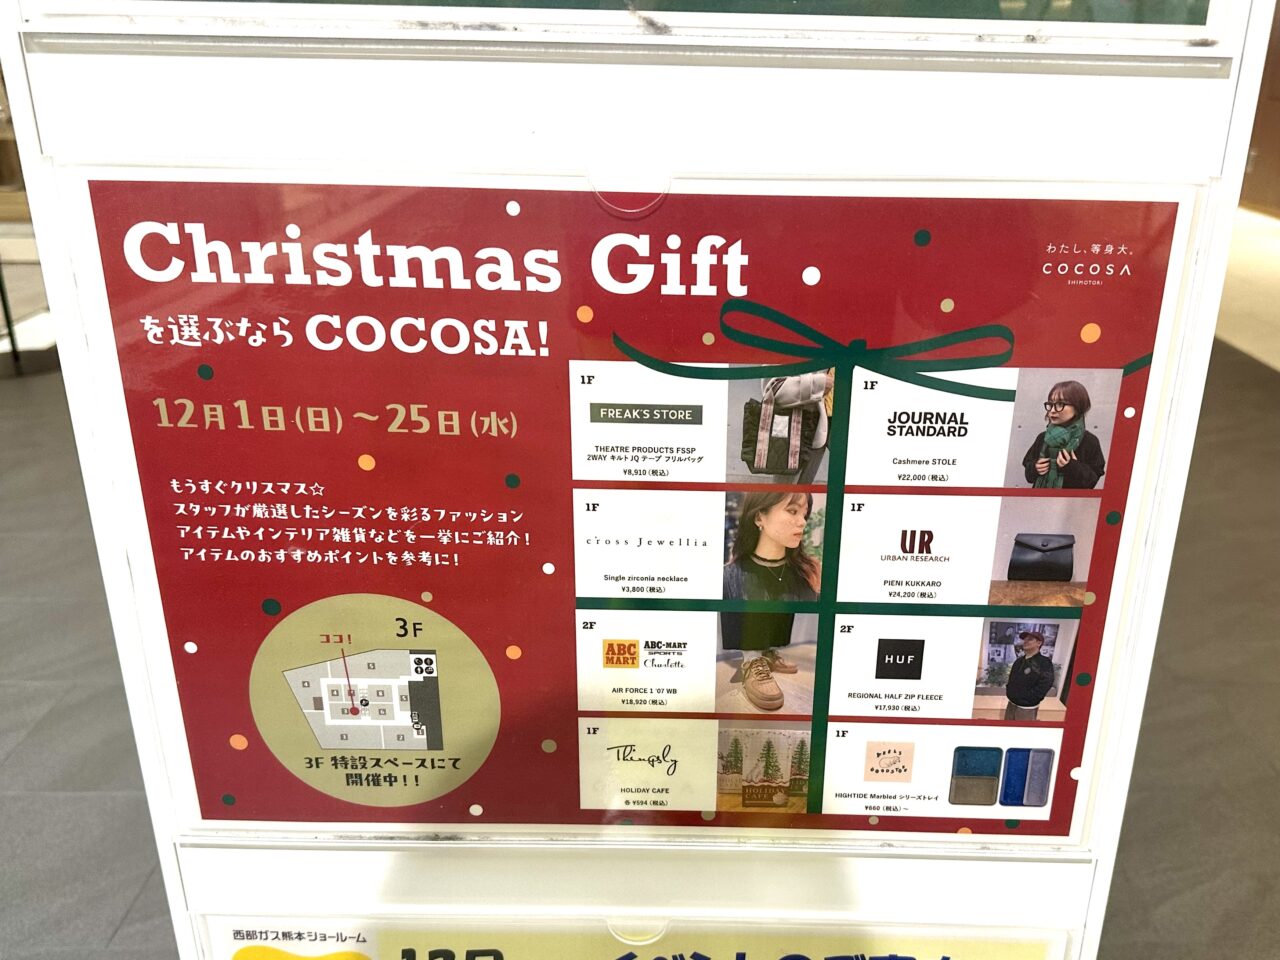 Christmas Gift
を選ぶなら COCOSA!
わたし、等身大。
COCOSA
SHIMOTORI
12月1日(日)～25日(水)
もうすぐクリスマス☆
スタッフが厳選したシーズンを彩るファッション
アイテムやインテリア雑貨などを一挙にご紹介！
アイテムのおすすめポイントを参考に！
ココ！
3F
3F 特設スペースにて
開催中！！
1F
FREAK'S STORE
THEATRE PRODUCTS FSSP
2WAY キルトJQ テープ フリルバッグ
¥8,910（税込）
1F
JOURNAL
STANDARD
Cashmere STOLE
¥22,000（税込）
1F
cross Jewellia
Single zirconia necklace
¥3,800（税込）
1F
UR
URBAN RESEARCH
PIENI KUKKARO
¥24,200（税込）
2F
ABC
MART
ABC-MART
SPORTS
Charlotte
AIR FORCE 1 '07 WB
¥18,920（税込）
2F
HUF
REGIONAL HALF ZIP FLEECE
¥17,930（税込）
1F
Thingsly
HOLIDAY CAFE
各 ¥594（税込）
1F
HIGHTIDE Marbled シリーズトレイ
¥660（税込）～
西部ガス熊本ショールーム